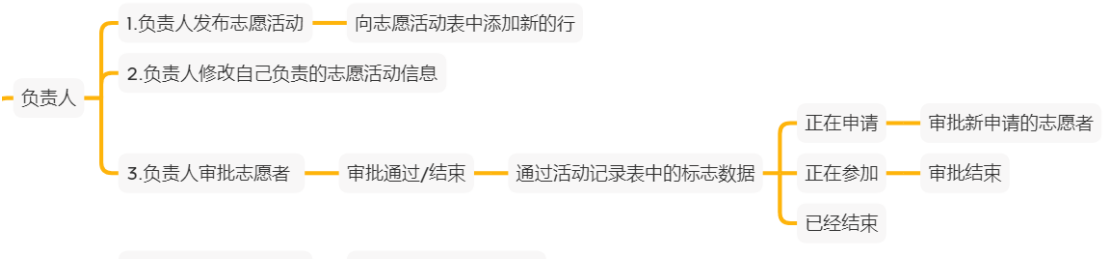 1.负责人发布志愿活动
向志愿活动表中添加新的行
2.负责人修改自己负责的志愿活动信息
负责人
3.负责人审批志愿者
审批通过/结束
通过活动记录表中的标志数据
正在申请
审批新申请的志愿者
正在参加
审批结束
已经结束